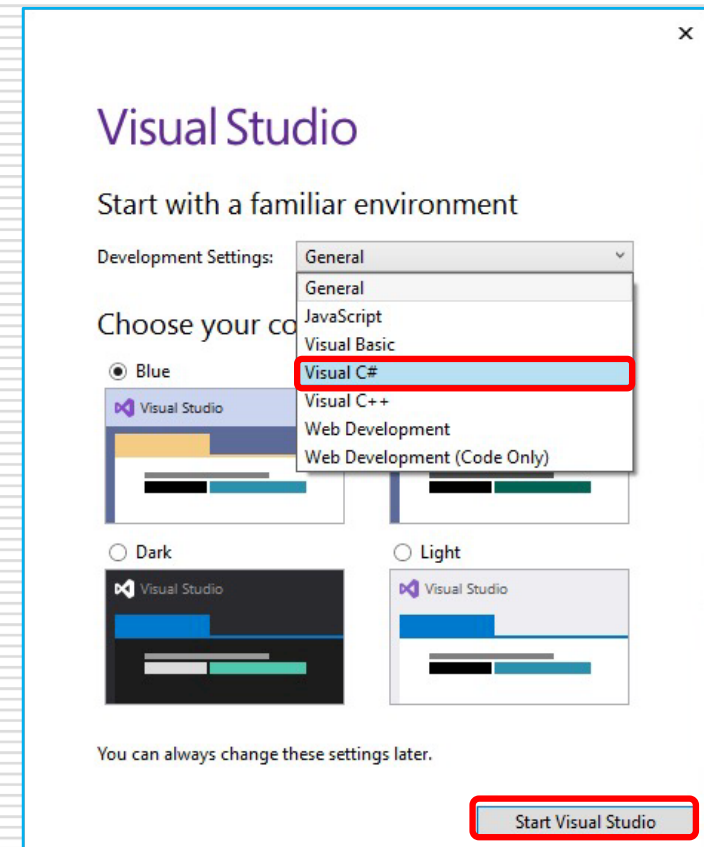 Visual Studio
Start with a familiar environment
Development Settings: General
General
JavaScript
Visual Basic
Visual C#
Visual C++
Web Development
Web Development (Code Only)
Choose your co
Blue
Visual Studio
Dark
Light
Visual Studio
Visual Studio
You can always change these settings later.
Start Visual Studio